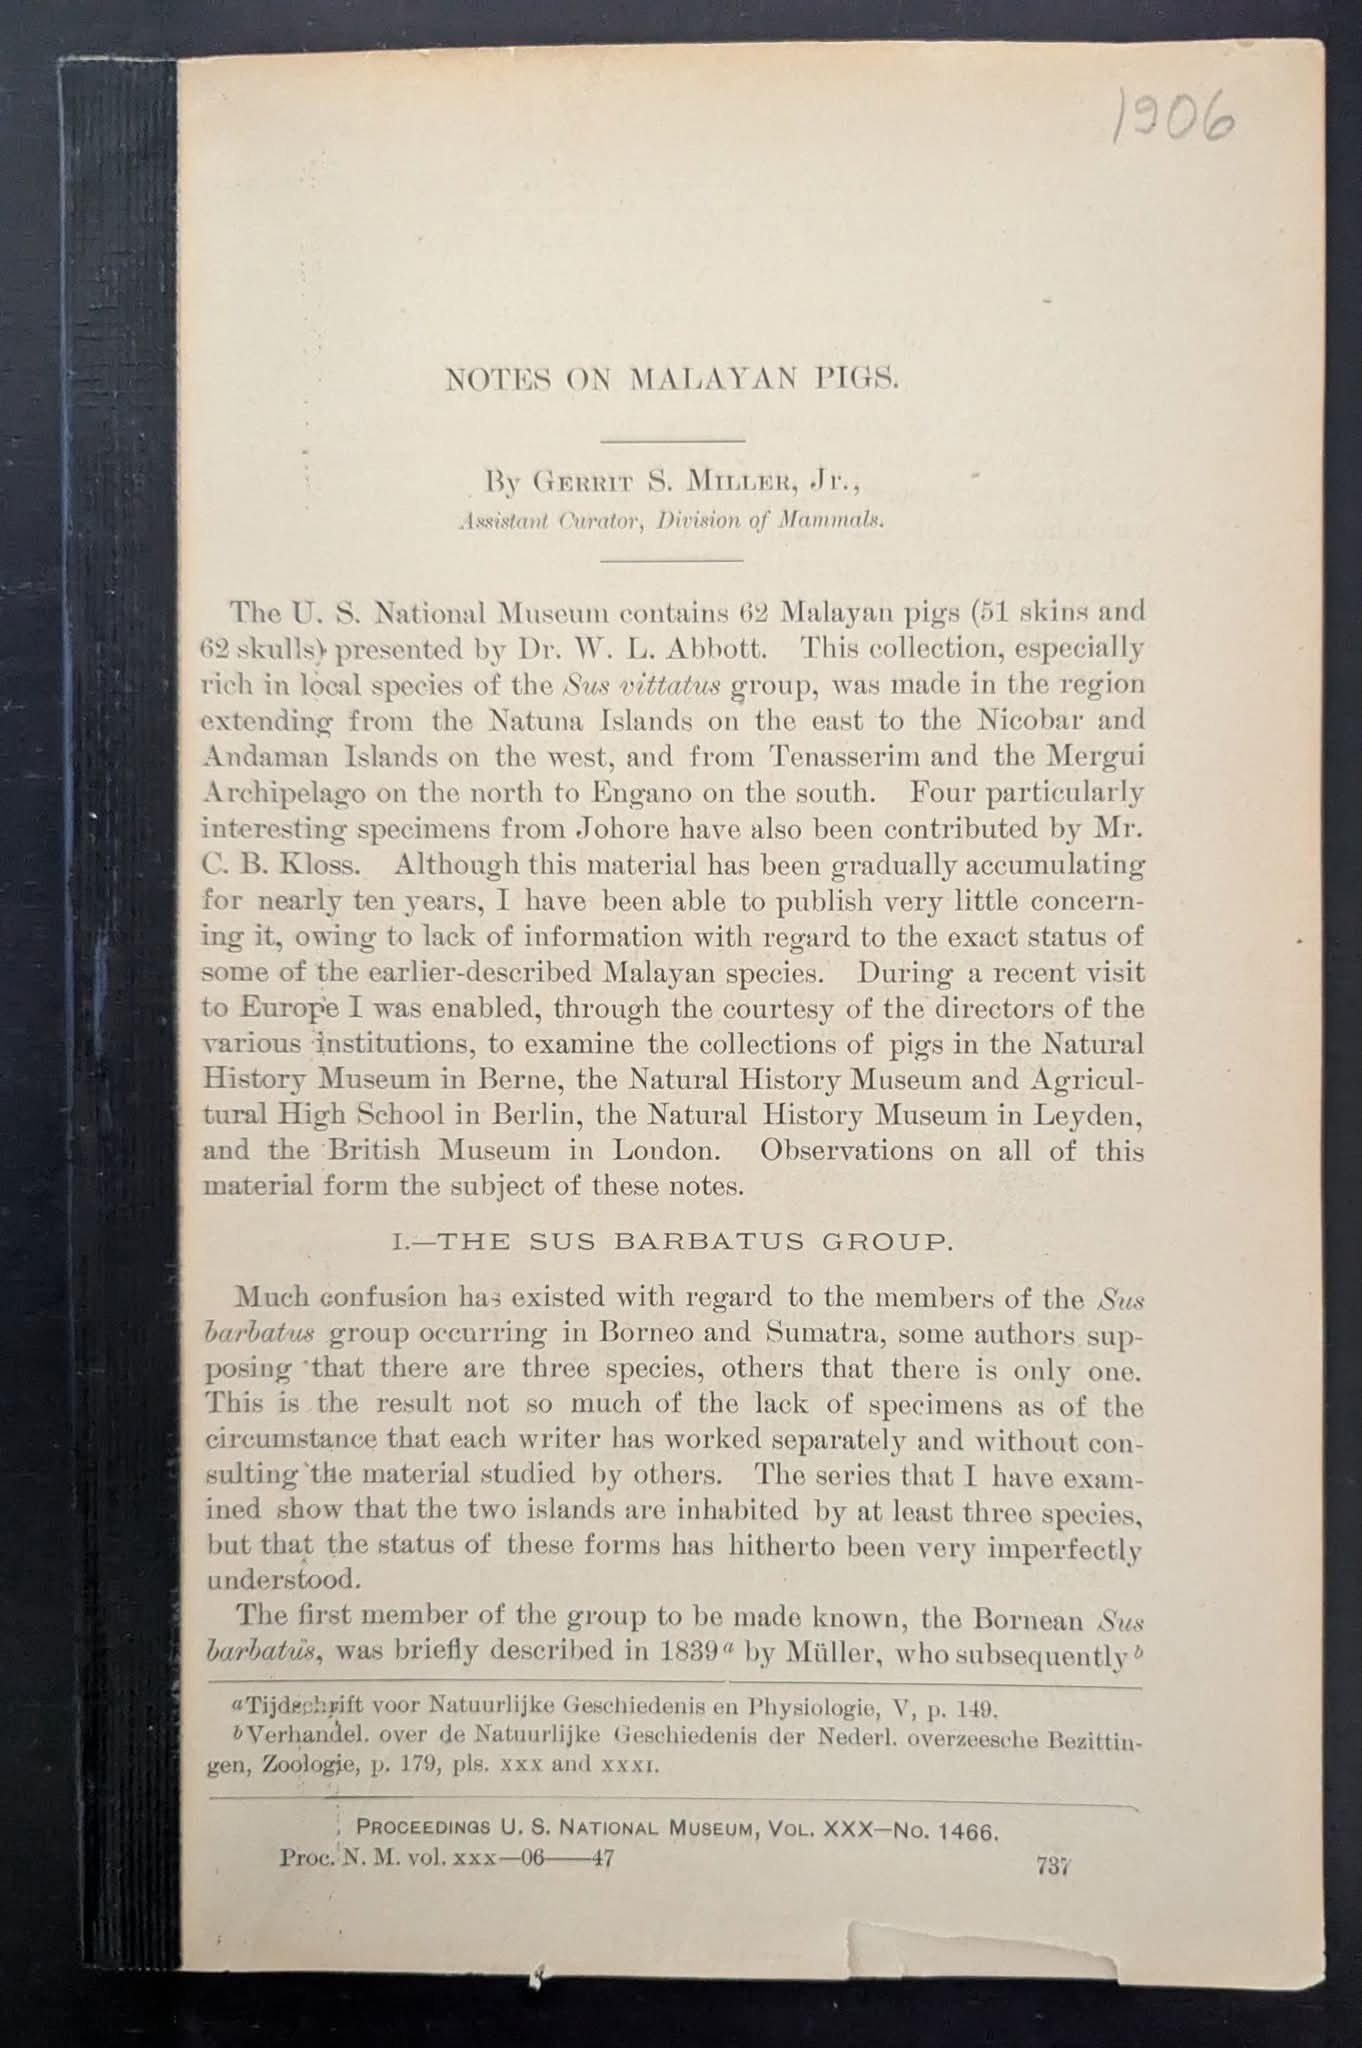 1906
NOTES ON MALAYAN PIGS.
By Gerrit S. Miller, Jr.,
Assistant Curator, Division of Mammals.
The U. S. National Museum contains 62 Malayan pigs (51 skins and
62 skulls) presented by Dr. W. L. Abbott. This collection, especially
rich in local species of the Sus vittatus group, was made in the region
extending from the Natuna Islands on the east to the Nicobar and
Andaman Islands on the west, and from Tenasserim and the Mergui
Archipelago on the north to Engano on the south. Four particularly
interesting specimens from Johore have also been contributed by Mr.
C. B. Kloss. Although this material has been gradually accumulating
for nearly ten years, I have been able to publish very little concern-
ing it, owing to lack of information with regard to the exact status of
some of the earlier-described Malayan species. During a recent visit
to Europe I was enabled, through the courtesy of the directors of the
various institutions, to examine the collections of pigs in the Natural
History Museum in Berne, the Natural History Museum and Agricul-
tural High School in Berlin, the Natural History Museum in Leyden,
and the British Museum in London. Observations on all of this
material form the subject of these notes.
I.—THE SUS BARBATUS GROUP.
Much confusion has existed with regard to the members of the Sus
barbatus group occurring in Borneo and Sumatra, some authors sup-
posing that there are three species, others that there is only one.
This is the result not so much of the lack of specimens as of the
circumstance that each writer has worked separately and without con-
sulting the material studied by others. The series that I have exam-
ined show that the two islands are inhabited by at least three species,
but that the status of these forms has hitherto been very imperfectly
understood.
The first member of the group to be made known, the Bornean Sus
barbatus, was briefly described in 1839 a by Müller, who subsequently b
a Tijdschrift voor Natuurlijke Geschiedenis en Physiologie, V, p. 149.
b Verhandel. over de Natuurlijke Geschiedenis der Nederl. overzeesche Bezittin-
gen, Zoologie, p. 179, pls. xxx and xxxi.
Proceedings U. S. National Museum, Vol. XXX—No. 1466.
Proc. N. M. vol. xxx—06——47
737